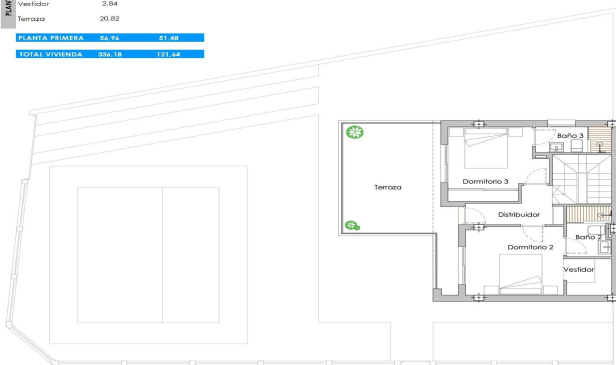 PLANT
Vestidor 2,84
Terraza 20,82
PLANTA PRIMERA 56,96 51,48
TOTAL VIVIENDA 336,18 121,64
Baño 3
Dormitorio 3
Terraza
Distribuidor
Baño 2
Dormitorio 2
Vestidor